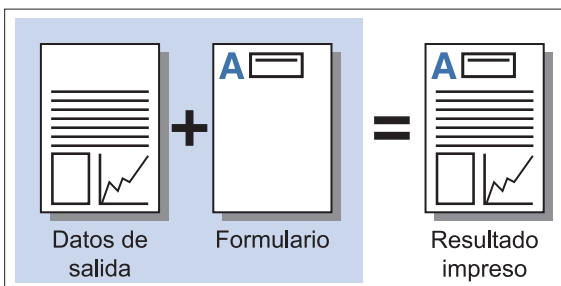 A
A
+
=
Datos de
salida
Formulario
Resultado
impreso